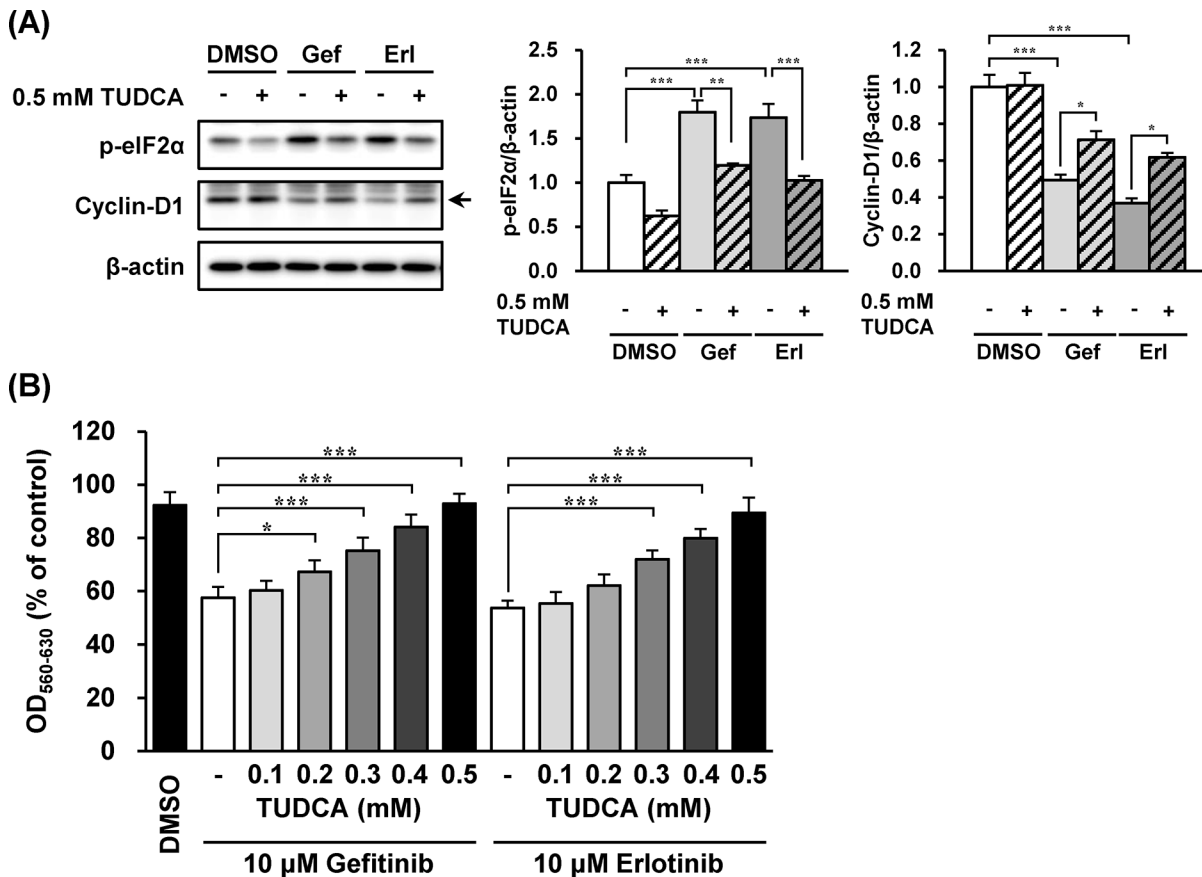 (A)
DMSO Gef Erl
0.5 mM TUDCA - + - + - +
p-eIF2α
Cyclin-D1
β-actin
p-eIF2α/β-actin
2.5
2.0
1.5
1.0
0.5
0.0
***
***
**
***
0.5 mM
TUDCA
- + - + - +
DMSO Gef Erl
Cyclin-D1/β-actin
1.2
1.0
0.8
0.6
0.4
0.2
0.0
***
***
*
*
0.5 mM
TUDCA
- + - + - +
DMSO Gef Erl
(B)
OD560-630 (% of control)
120
100
80
60
40
20
0
***
***
***
*
***
***
***
DMSO
- 0.1 0.2 0.3 0.4 0.5 - 0.1 0.2 0.3 0.4 0.5
TUDCA (mM) TUDCA (mM)
10 μM Gefitinib 10 μM Erlotinib